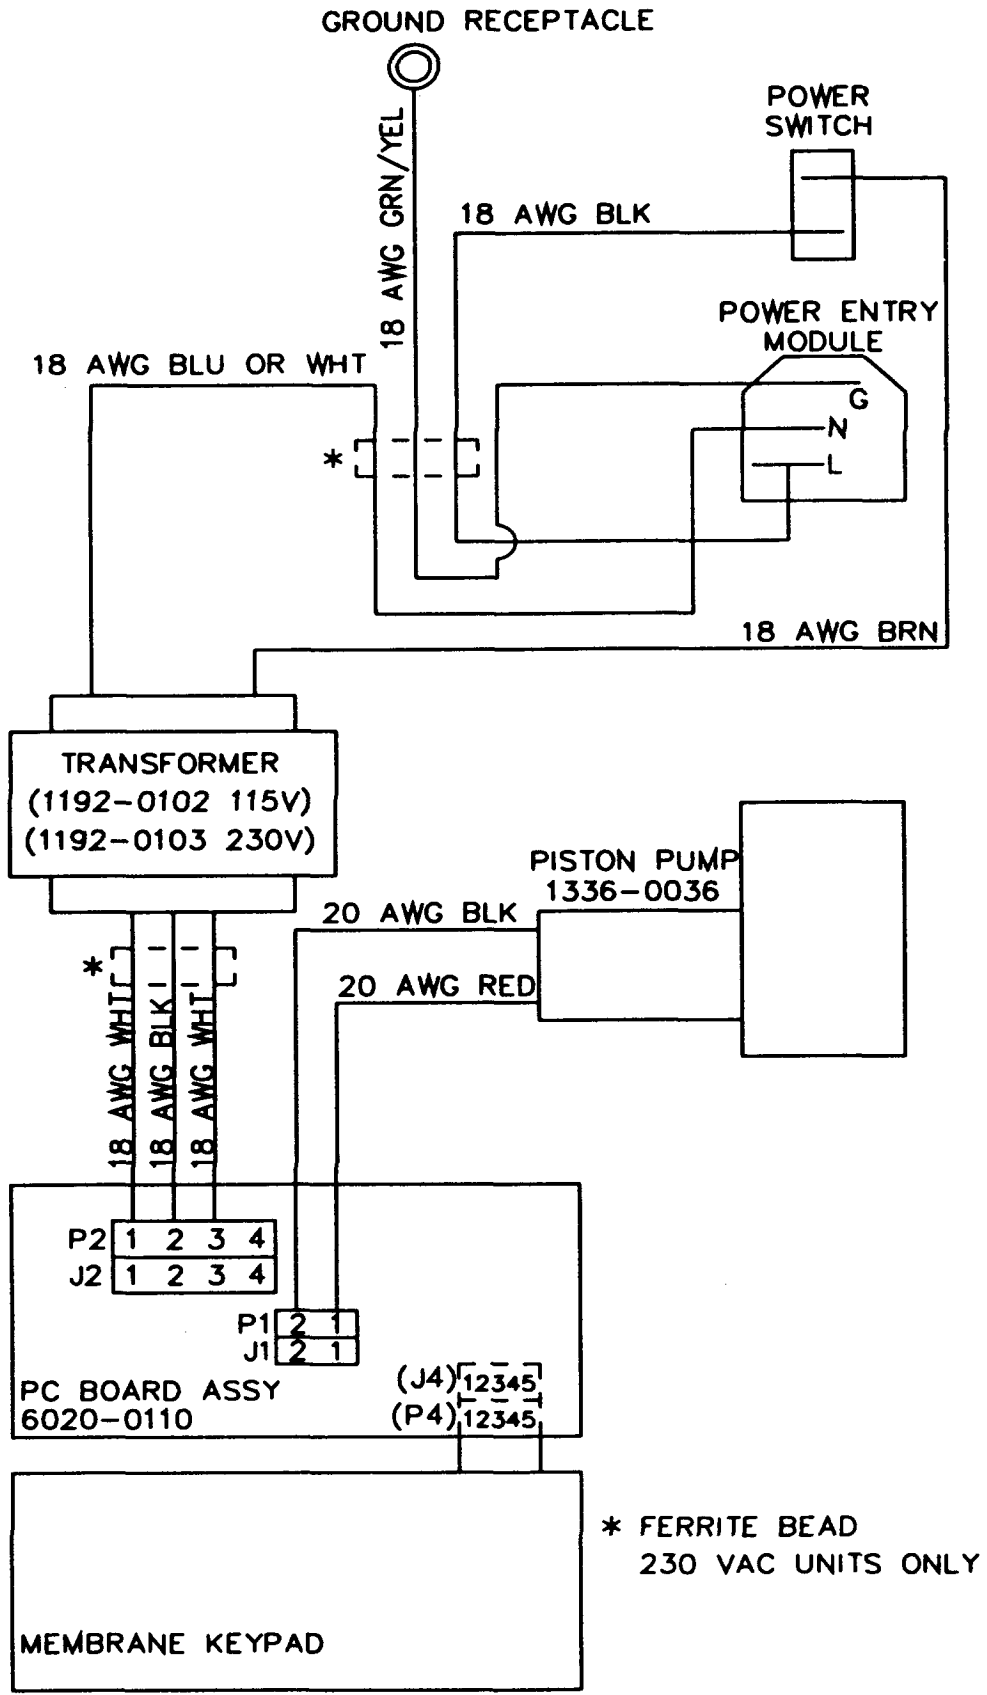 GROUND RECEPTACLE
POWER
SWITCH
18 AWG GRN/YEL
18 AWG BLK
POWER ENTRY
MODULE
18 AWG BLU OR WHT
G
N
*
L
18 AWG BRN
TRANSFORMER
(1192-0102 115V)
(1192-0103 230V)
PISTON PUMP
1336-0036
20 AWG BLK
*
20 AWG RED
18 AWG WHT
18 AWG BLK
18 AWG WHT
P2 1 2 3 4
J2 1 2 3 4
P1 2 1
J1 2 1
(J4) 12345
PC BOARD ASSY
6020-0110
(P4) 12345
* FERRITE BEAD
230 VAC UNITS ONLY
MEMBRANE KEYPAD